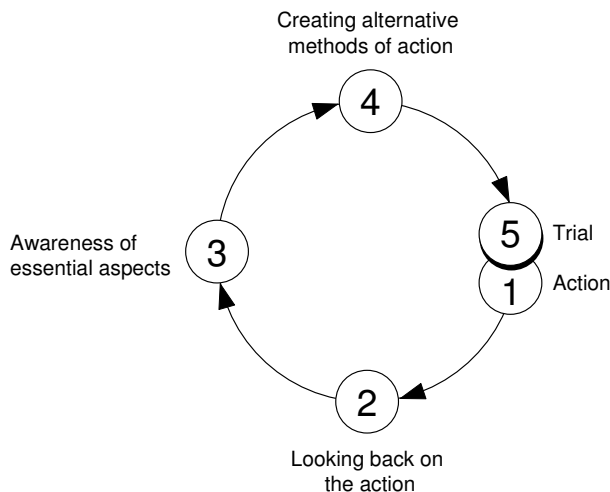 Creating alternative
methods of action
4
5
Trial
Awareness of
essential aspects
3
1
Action
2
Looking back on
the action